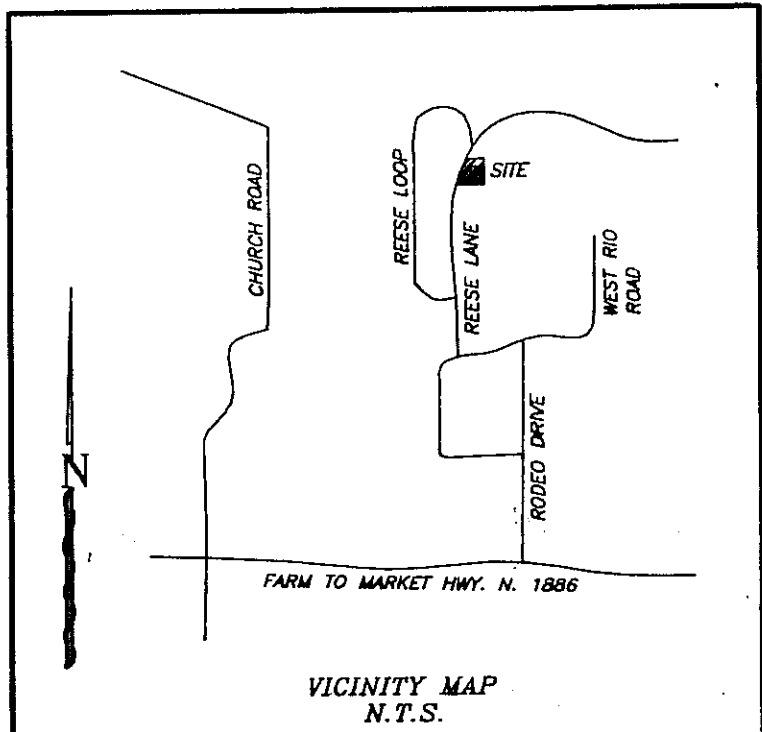 CHURCH ROAD
REESE LOOP
SITE
REESE LANE
WEST RIO
ROAD
N
RODEO DRIVE
FARM TO MARKET HWY. N. 1886
VICINITY MAP
N.T.S.